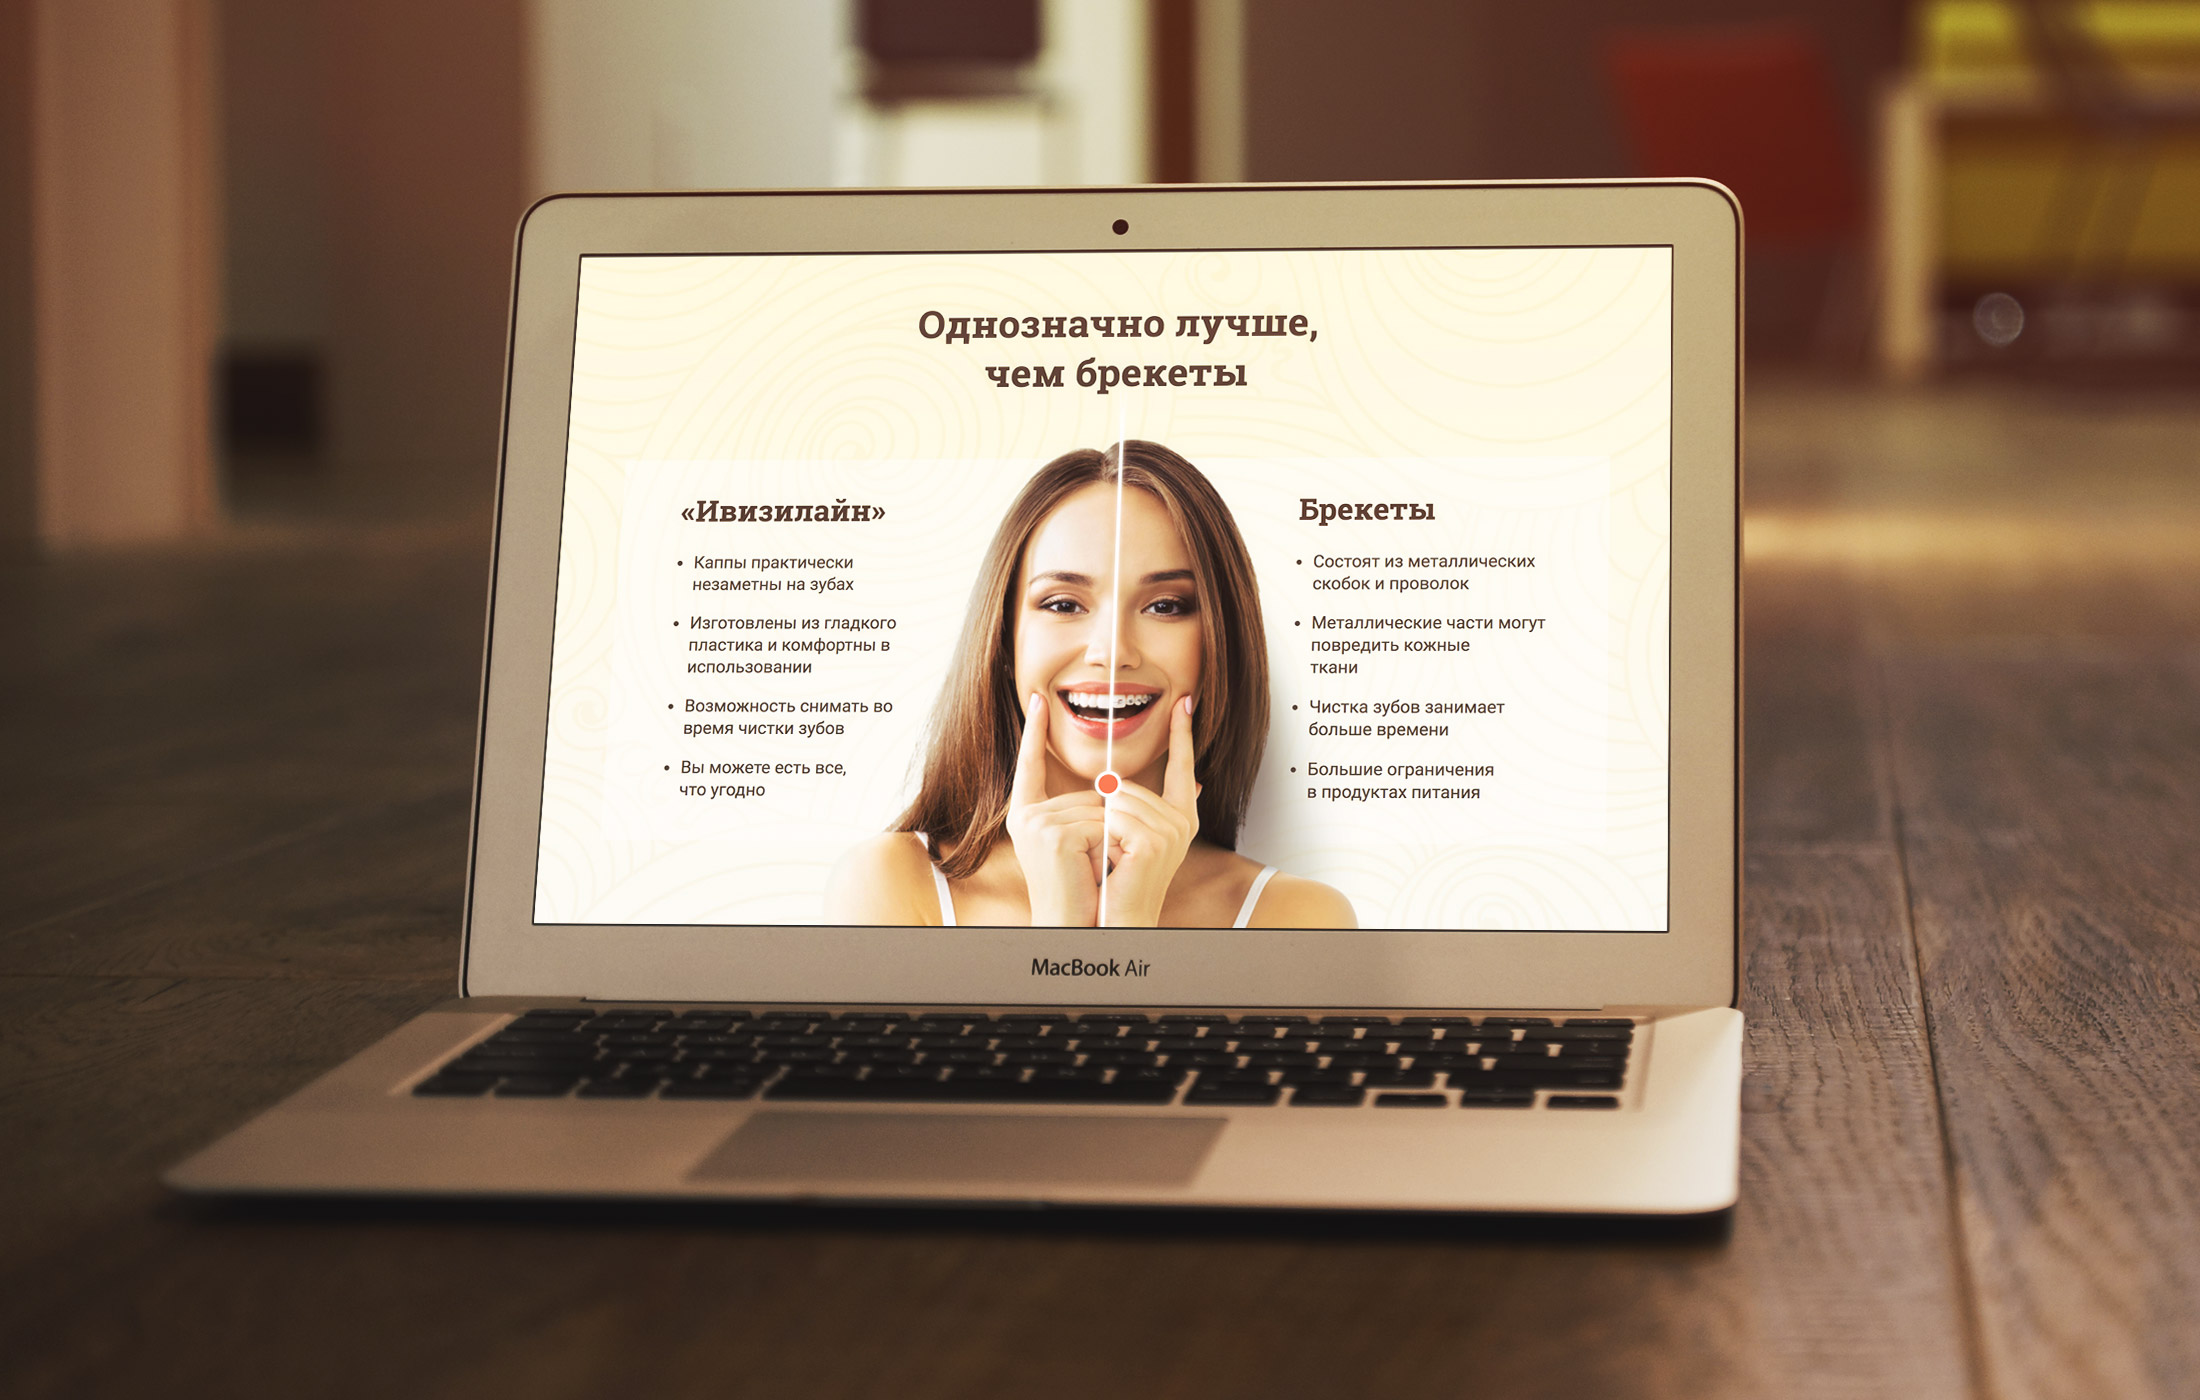 Однозначно лучше,
чем брекеты
«Ивизилайн»
• Каппы практически
незаметны на зубах
• Изготовлены из гладкого
пластика и комфортны в
использовании
• Возможность снимать во
время чистки зубов
• Вы можете есть все,
что угодно
Брекеты
• Состоят из металлических
скобок и проволок
• Металлические части могут
повредить кожные
ткани
• Чистка зубов занимает
больше времени
• Большие ограничения
в продуктах питания
MacBook Air